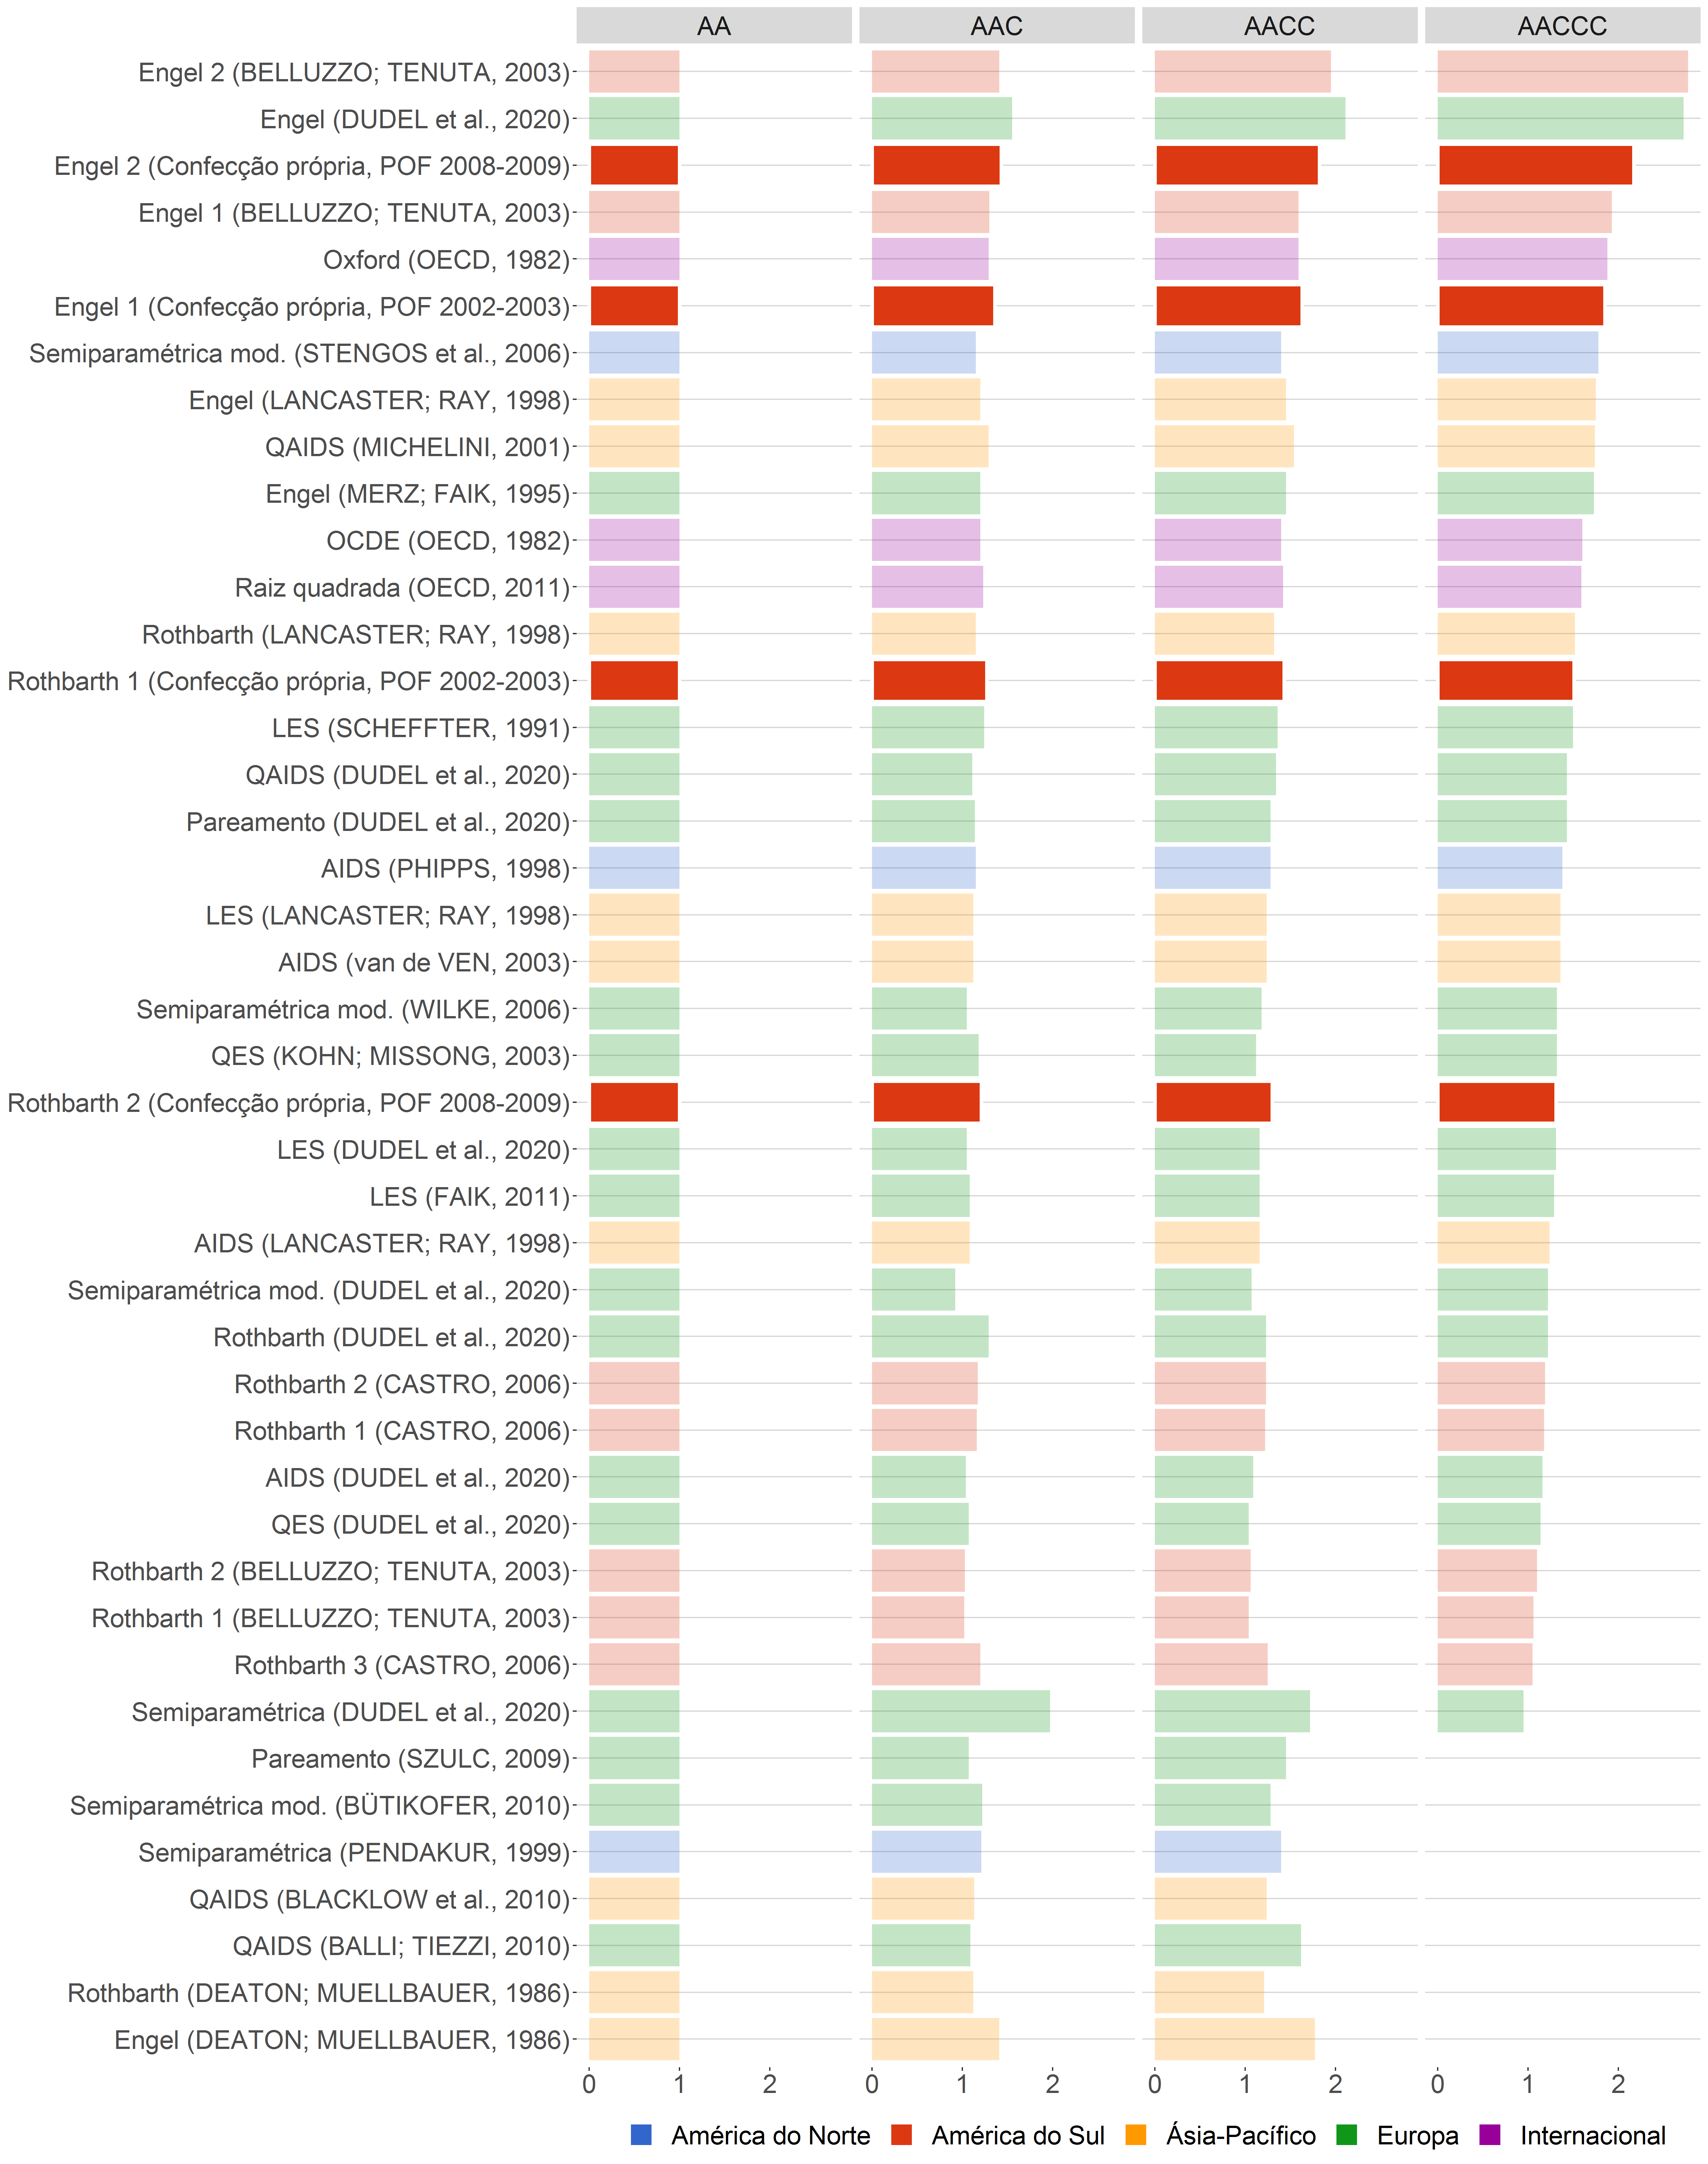 AA AAC AACC AACCC
Engel 2 (BELLUZZO; TENUTA, 2003)
Engel (DUDEL et al., 2020)
Engel 2 (Confecção própria, POF 2008-2009)
Engel 1 (BELLUZZO; TENUTA, 2003)
Oxford (OECD, 1982)
Engel 1 (Confecção própria, POF 2002-2003)
Semiparamétrica mod. (STENGOS et al., 2006)
Engel (LANCASTER; RAY, 1998)
QAIDS (MICHELINI, 2001)
Engel (MERZ; FAIK, 1995)
OCDE (OECD, 1982)
Raiz quadrada (OECD, 2011)
Rothbarth (LANCASTER; RAY, 1998)
Rothbarth 1 (Confecção própria, POF 2002-2003)
LES (SCHEFFTER, 1991)
QAIDS (DUDEL et al., 2020)
Pareamento (DUDEL et al., 2020)
AIDS (PHIPPS, 1998)
LES (LANCASTER; RAY, 1998)
AIDS (van de VEN, 2003)
Semiparamétrica mod. (WILKE, 2006)
QES (KOHN; MISSONG, 2003)
Rothbarth 2 (Confecção própria, POF 2008-2009)
LES (DUDEL et al., 2020)
LES (FAIK, 2011)
AIDS (LANCASTER; RAY, 1998)
Semiparamétrica mod. (DUDEL et al., 2020)
Rothbarth (DUDEL et al., 2020)
Rothbarth 2 (CASTRO, 2006)
Rothbarth 1 (CASTRO, 2006)
AIDS (DUDEL et al., 2020)
QES (DUDEL et al., 2020)
Rothbarth 2 (BELLUZZO; TENUTA, 2003)
Rothbarth 1 (BELLUZZO; TENUTA, 2003)
Rothbarth 3 (CASTRO, 2006)
Semiparamétrica (DUDEL et al., 2020)
Pareamento (SZULC, 2009)
Semiparamétrica mod. (BÜTIKOFER, 2010)
Semiparamétrica (PENDAKUR, 1999)
QAIDS (BLACKLOW et al., 2010)
QAIDS (BALLI; TIEZZI, 2010)
Rothbarth (DEATON; MUELLBAUER, 1986)
Engel (DEATON; MUELLBAUER, 1986)
0 1 2 0 1 2 0 1 2 0 1 2
América do Norte América do Sul Ásia-Pacífico Europa Internacional